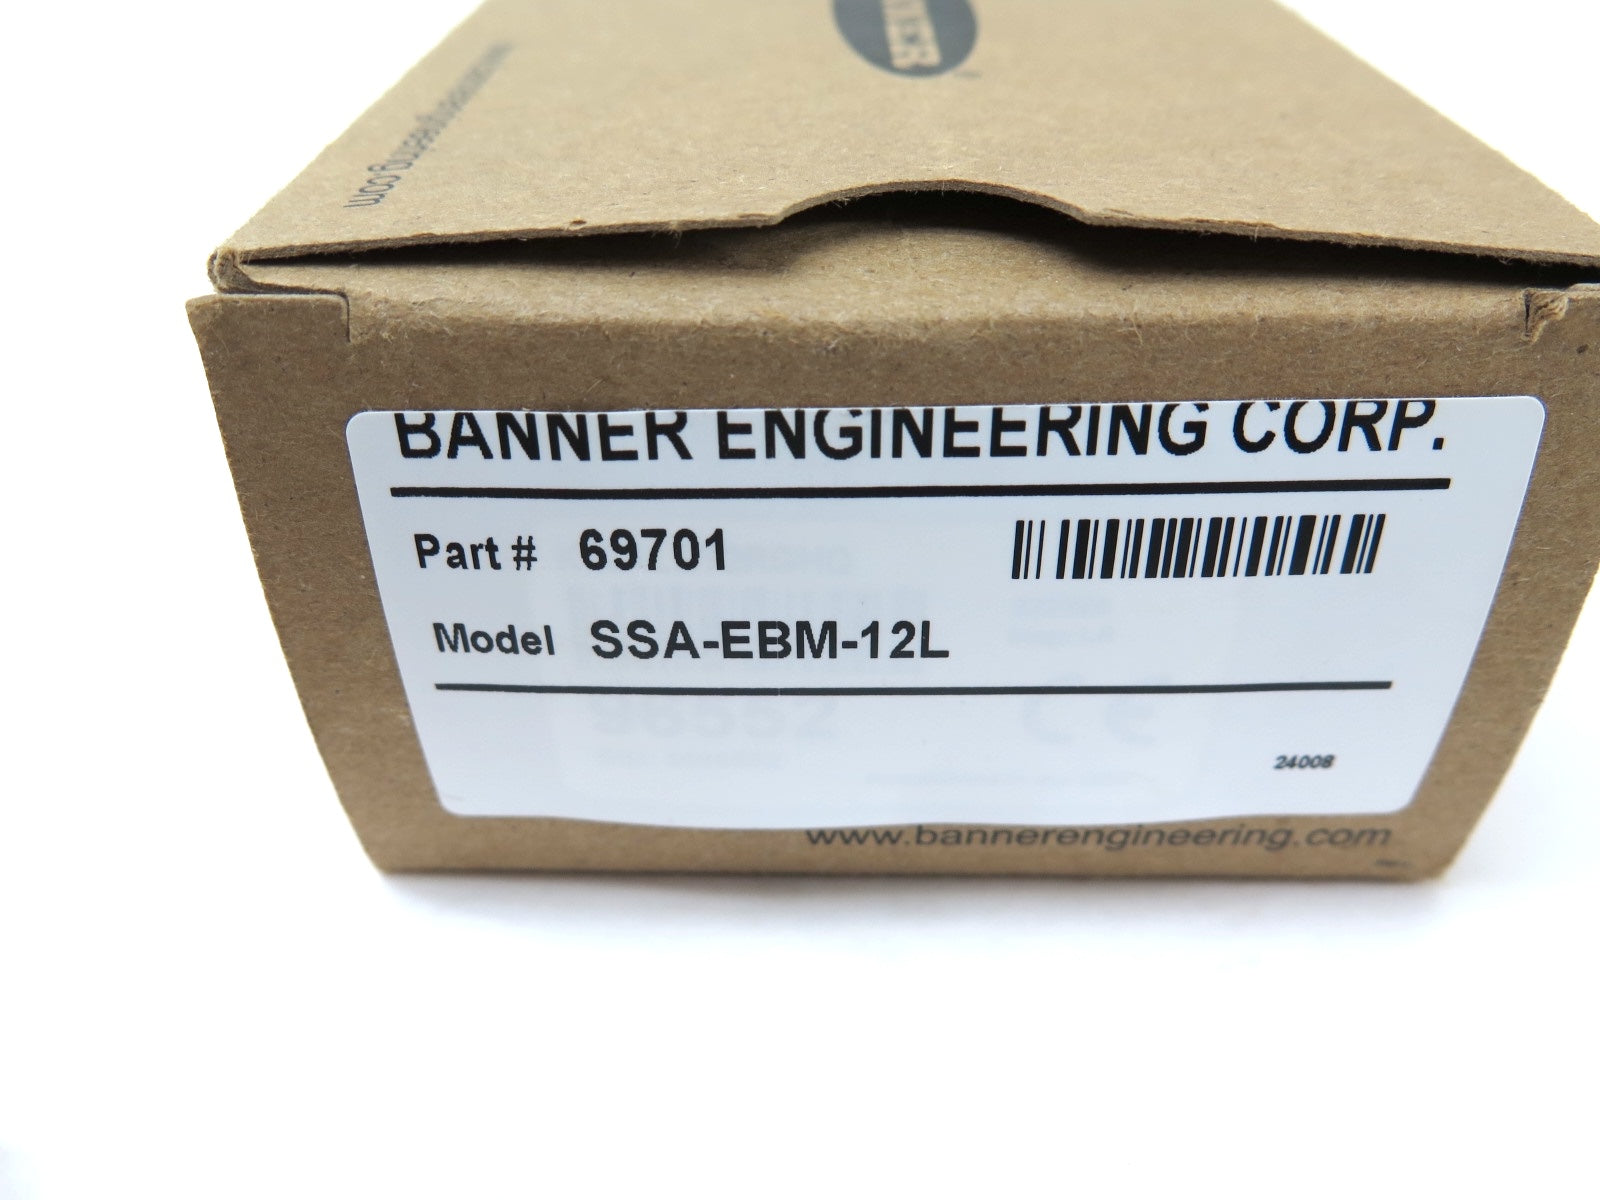 BANNER ENGINEERING CORP.
Part # 69701
Model SSA-EBM-12L
24008
www.bannerengineering.com